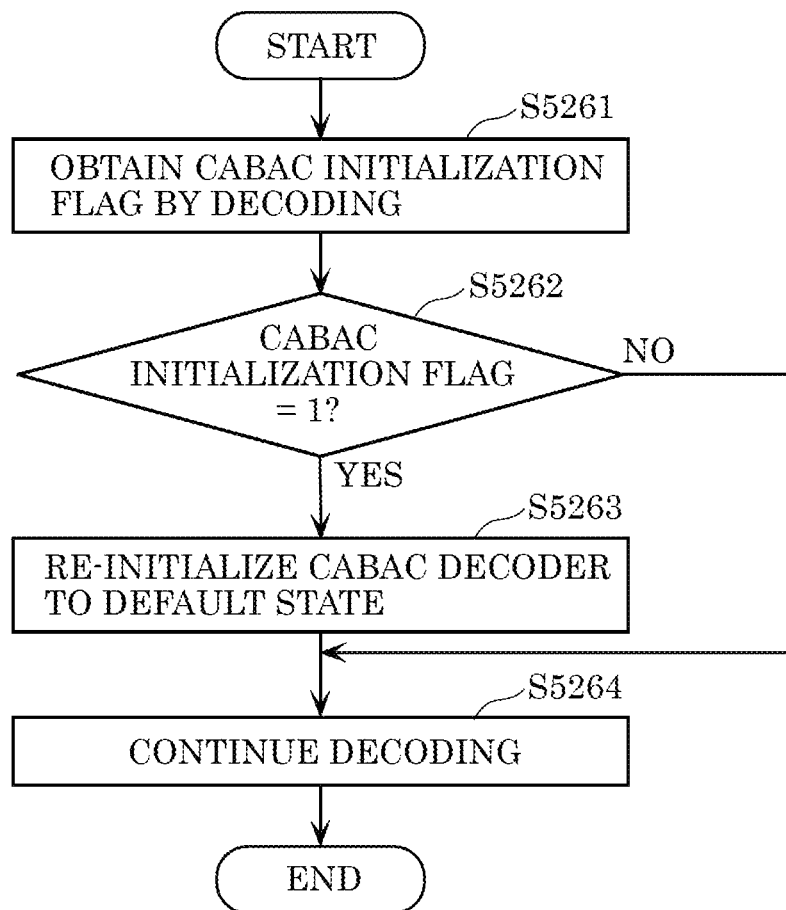 START
S5261
OBTAIN CABAC INITIALIZATION
FLAG BY DECODING
S5262
CABAC
INITIALIZATION FLAG
= 1?
NO
YES
S5263
RE-INITIALIZE CABAC DECODER
TO DEFAULT STATE
S5264
CONTINUE DECODING
END